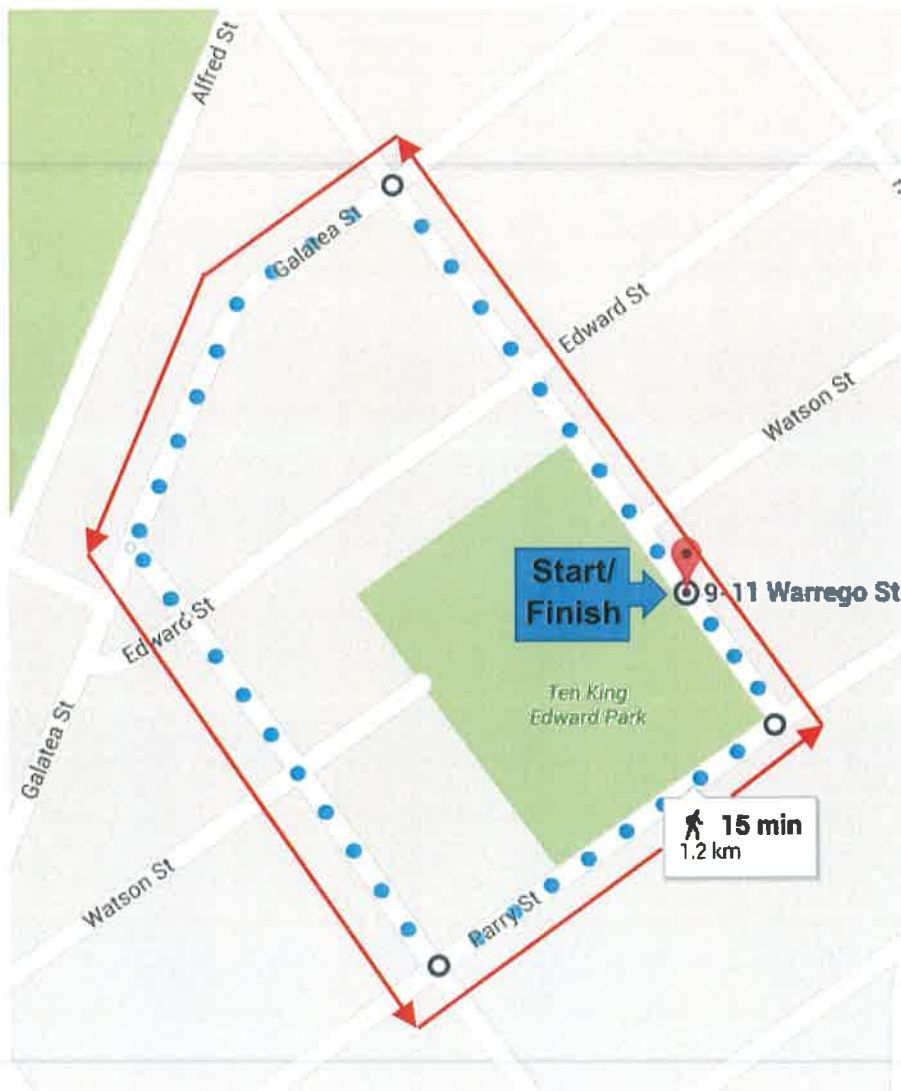 Alfred St
Galatea St
Edward St
Watson St
Start/
Finish
9-11 Warrego St
Edward St
Ten King
Edward Park
Galatea St
15 min
1.2 km
Watson St
Parry St